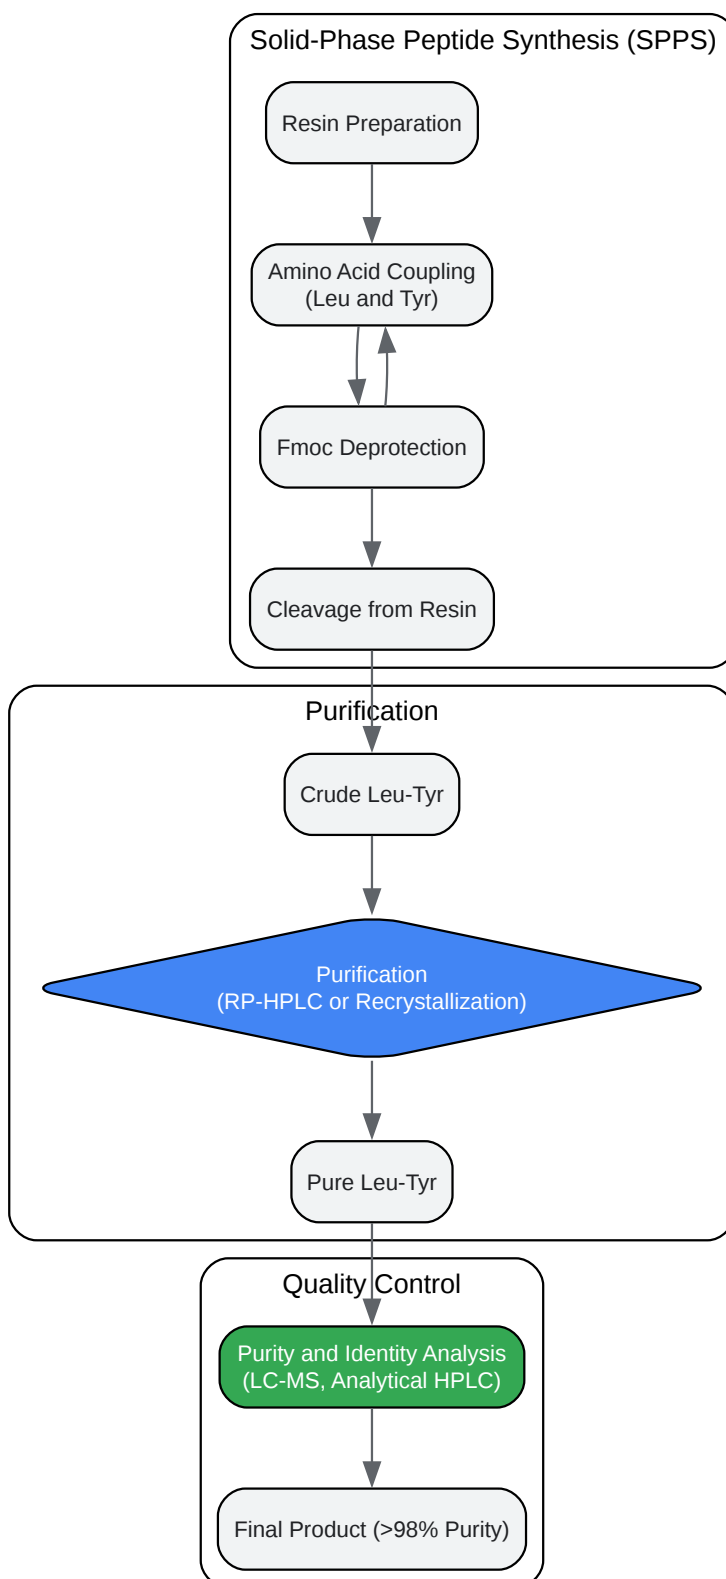 Solid-Phase Peptide Synthesis (SPPS)
Resin Preparation
Amino Acid Coupling
(Leu and Tyr)
Fmoc Deprotection
Cleavage from Resin
Purification
Crude Leu-Tyr
Purification
(RP-HPLC or Recrystallization)
Pure Leu-Tyr
Quality Control
Purity and Identity Analysis
(LC-MS, Analytical HPLC)
Final Product (>98% Purity)